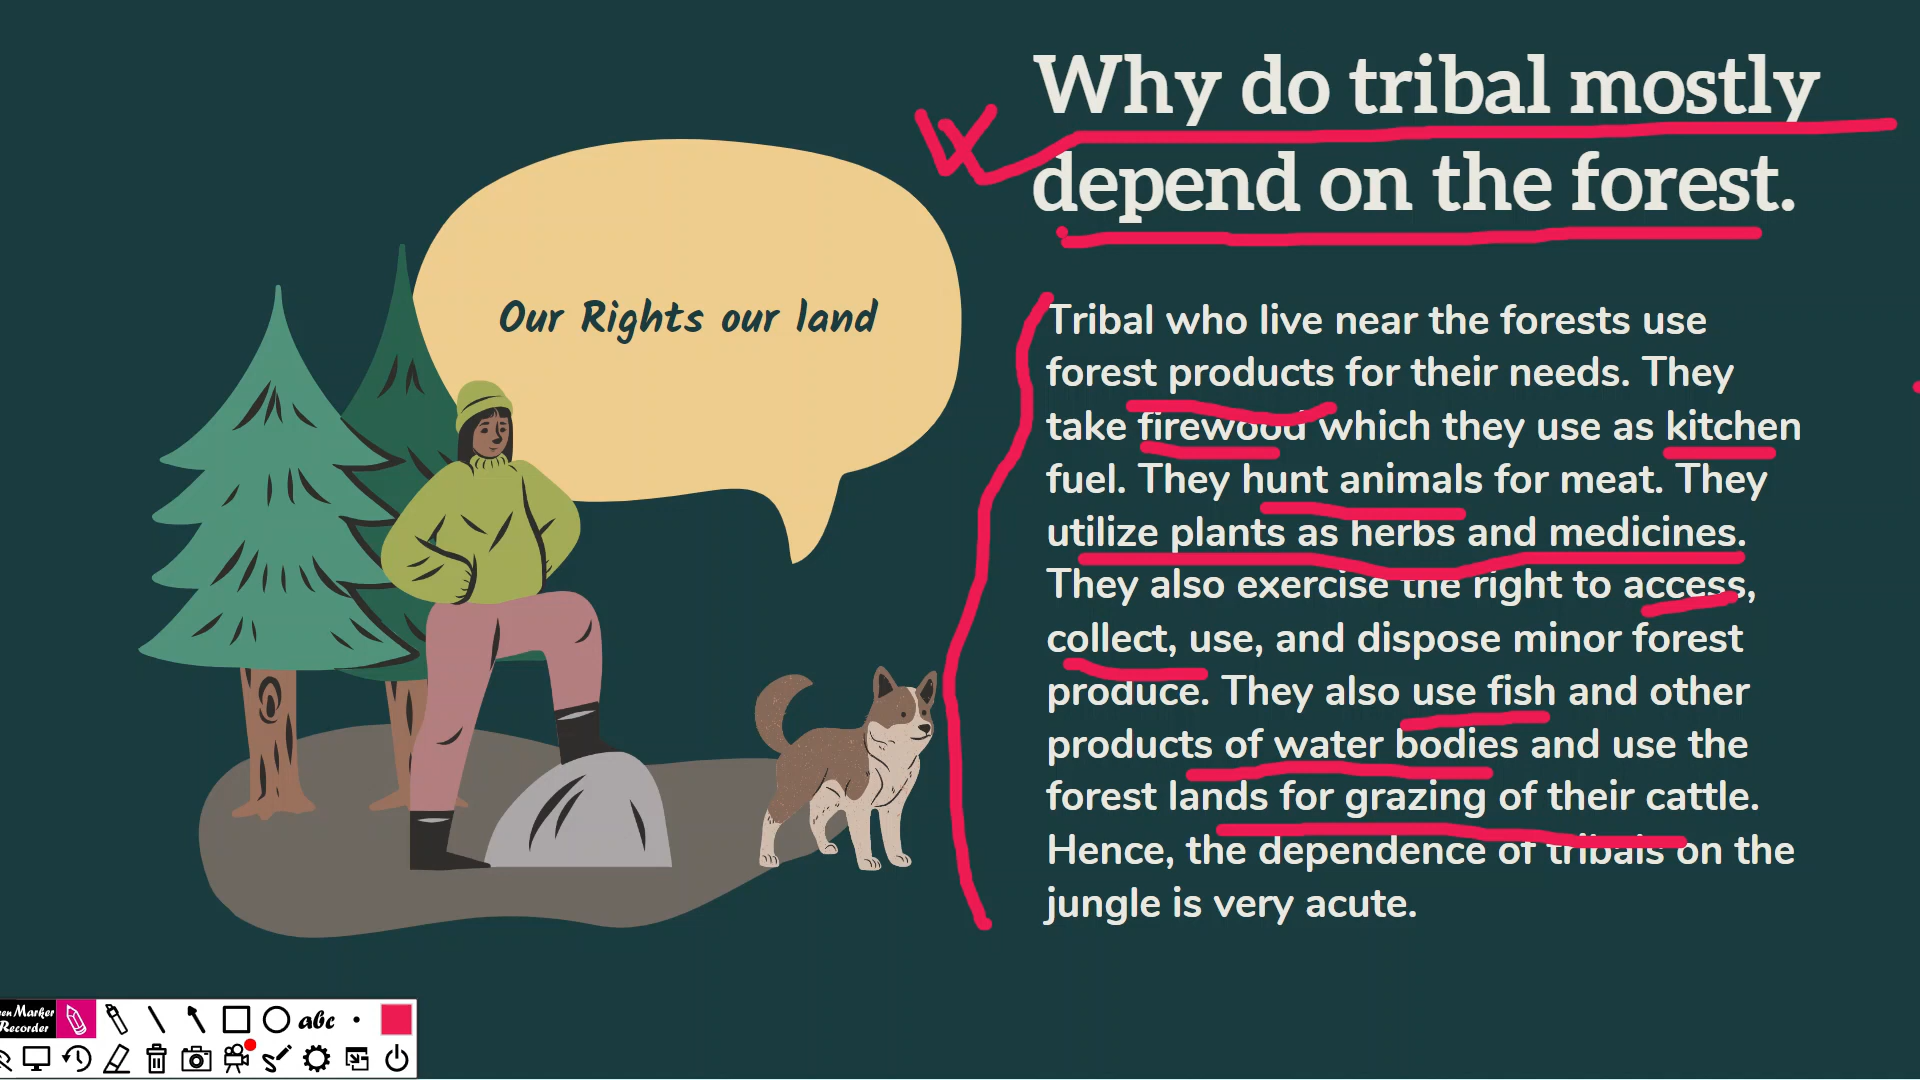 Why do tribal mostly
depend on the forest.
Our Rights our land
Tribal who live near the forests use
forest products for their needs. They
take firewood which they use as kitchen
fuel. They hunt animals for meat. They
utilize plants as herbs and medicines.
They also exercise the right to access,
collect, use, and dispose minor forest
produce. They also use fish and other
products of water bodies and use the
forest lands for grazing of their cattle.
Hence, the dependence of tribals on the
jungle is very acute.
Marker
Recorder
abc